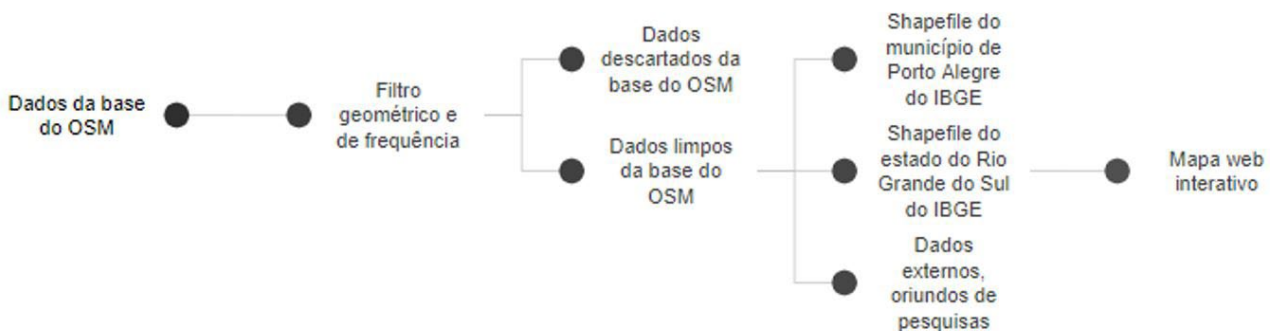 Dados da base
do OSM
Filtro
geométrico e
de frequência
Dados
descartados da
base do OSM
Dados limpos
da base do
OSM
Shapefile do
município de
Porto Alegre
do IBGE
Shapefile do
estado do Rio
Grande do Sul
do IBGE
Dados
externos,
oriundos de
pesquisas
Mapa web
interativo